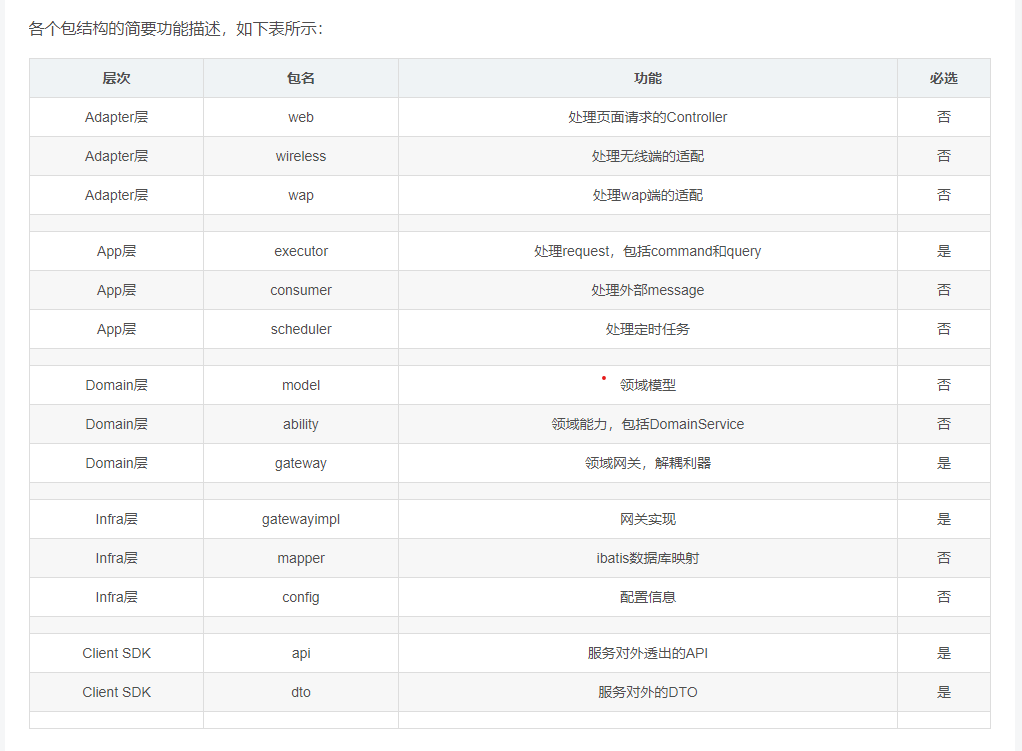 各个包结构的简要功能描述，如下表所示：
层次 包名 功能 必选
Adapter层 web 处理页面请求的Controller 否
Adapter层 wireless 处理无线端的适配 否
Adapter层 wap 处理wap端的适配 否
App层 executor 处理request，包括command和query 是
App层 consumer 处理外部message 否
App层 scheduler 处理定时任务 否
Domain层 model 领域模型 否
Domain层 ability 领域能力，包括DomainService 否
Domain层 gateway 领域网关，解耦利器 是
Infra层 gatewayimpl 网关实现 是
Infra层 mapper ibatis数据库映射 否
Infra层 config 配置信息 否
Client SDK api 服务对外透出的API 是
Client SDK dto 服务对外的DTO 是